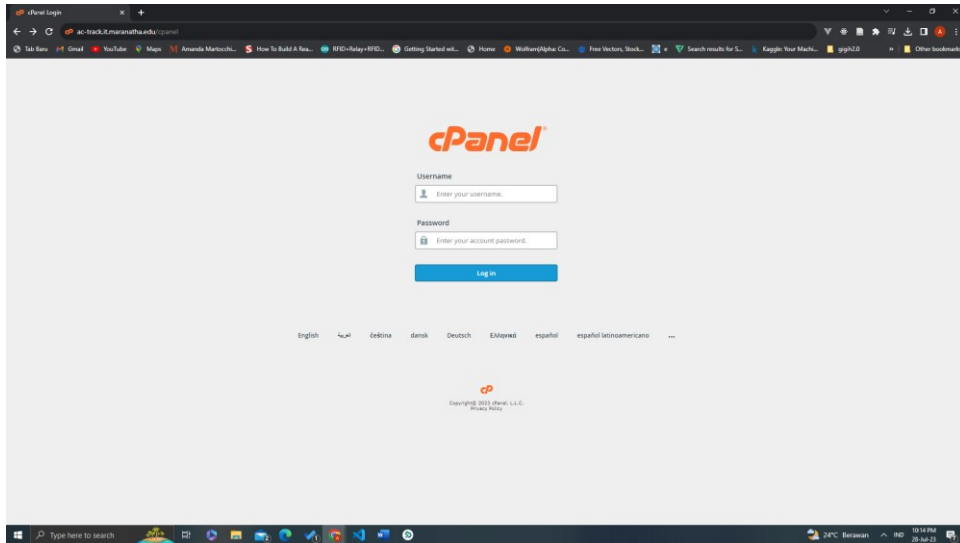 cPanel Login
ac-track.it.maranatha.edu/cpanel
Tab Baru Gmail YouTube Maps Amanda Martocchi... How To Build A Rea... RFID+Relay+RFID... Getting Started wit... Home Wolfram|Alpha: Co... Free Vectors, Stock... Search results for S... Kaggle: Your Machi... gigih2.0 » Other bookmarks
cPanel
Username
Enter your username.
Password
Enter your account password.
Log in
English العربية čeština dansk Deutsch Ελληνικά español español latinoamericano ...
cP
Copyright© 2023 cPanel, L.L.C.
Privacy Policy
Type here to search 24°C Berawan IND 10:14 PM
28-Jul-23